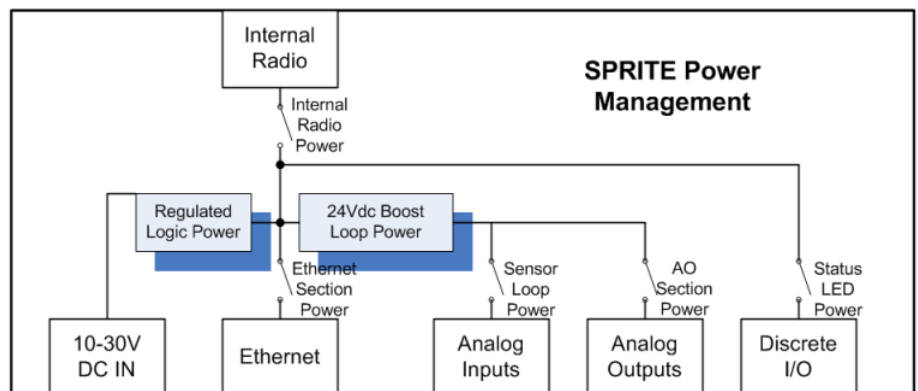 Internal
Radio
SPRITE Power
Management
Internal
Radio
Power
Regulated
Logic Power
24Vdc Boost
Loop Power
Ethernet
Section
Power
Sensor
Loop
Power
AO
Section
Power
Status
LED
Power
10-30V
DC IN
Ethernet
Analog
Inputs
Analog
Outputs
Discrete
I/O